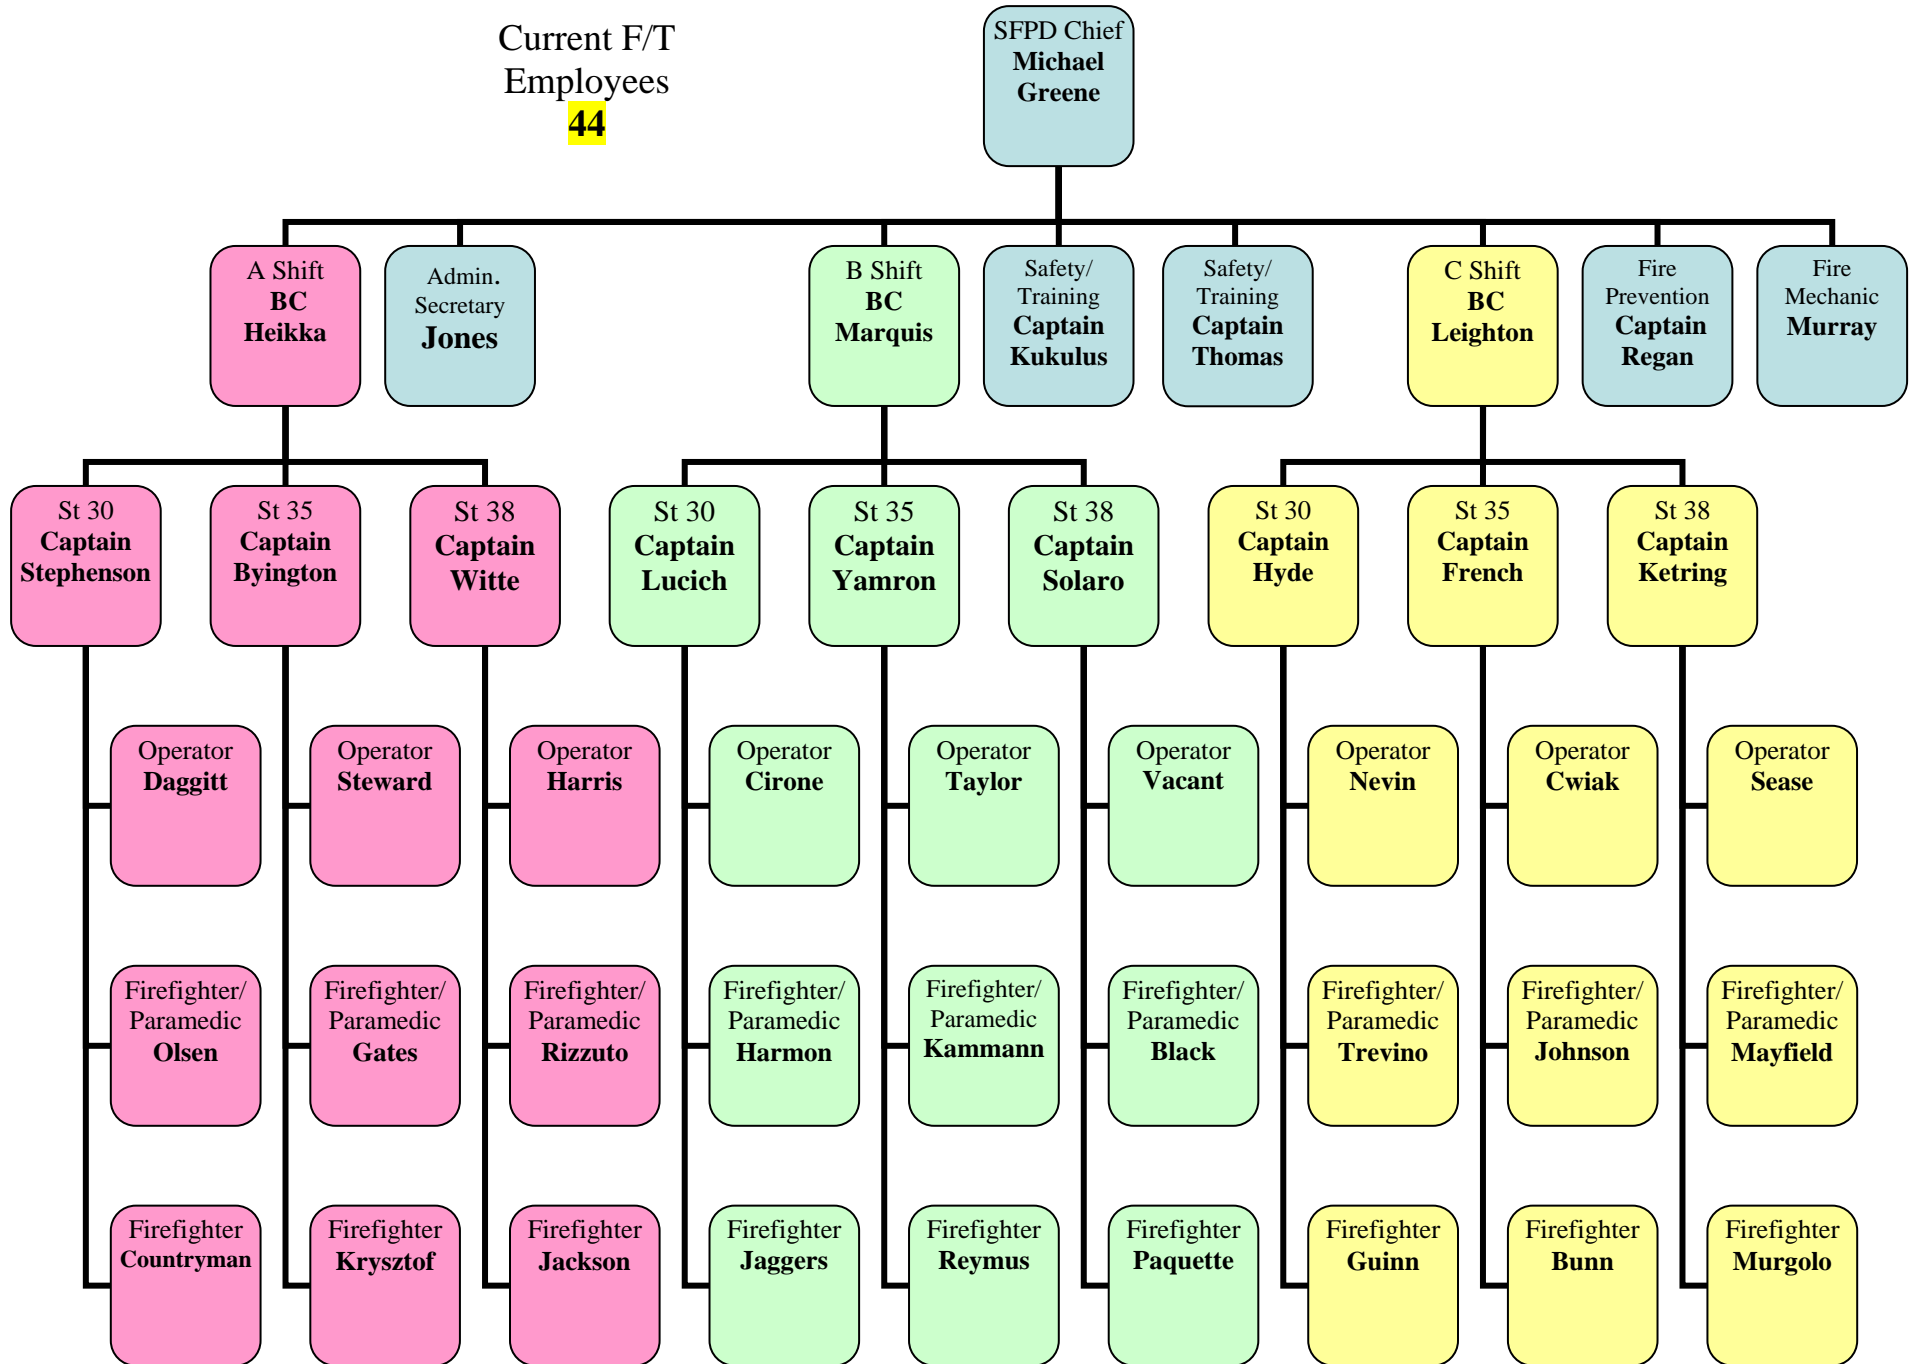 Current F/T
Employees
44
SFPD Chief
Michael
Greene
A Shift
BC
Heikka
Admin.
Secretary
Jones
B Shift
BC
Marquis
Safety/
Training
Captain
Kukulus
Safety/
Training
Captain
Thomas
C Shift
BC
Leighton
Fire
Prevention
Captain
Regan
Fire
Mechanic
Murray
St 30
Captain
Stephenson
St 35
Captain
Byington
St 38
Captain
Witte
St 30
Captain
Lucich
St 35
Captain
Yamron
St 38
Captain
Solaro
St 30
Captain
Hyde
St 35
Captain
French
St 38
Captain
Ketring
Operator
Daggitt
Operator
Steward
Operator
Harris
Operator
Cirone
Operator
Taylor
Operator
Vacant
Operator
Nevin
Operator
Cwiak
Operator
Sease
Firefighter/
Paramedic
Olsen
Firefighter/
Paramedic
Gates
Firefighter/
Paramedic
Rizzuto
Firefighter/
Paramedic
Harmon
Firefighter/
Paramedic
Kammann
Firefighter/
Paramedic
Black
Firefighter/
Paramedic
Trevino
Firefighter/
Paramedic
Johnson
Firefighter/
Paramedic
Mayfield
Firefighter
Countryman
Firefighter
Krysztof
Firefighter
Jackson
Firefighter
Jaggers
Firefighter
Reymus
Firefighter
Paquette
Firefighter
Guinn
Firefighter
Bunn
Firefighter
Murgolo